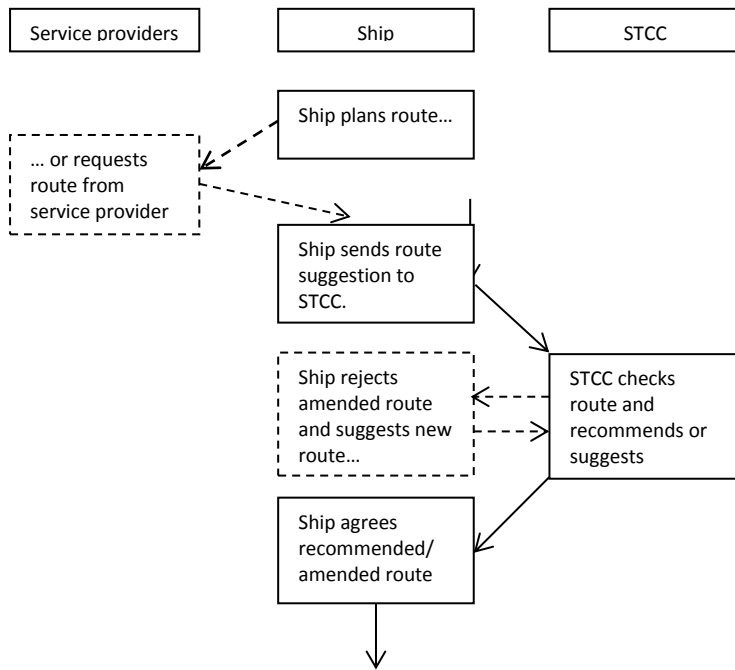 Service providers
Ship
STCC
Ship plans route…
… or requests
route from
service provider
Ship sends route
suggestion to
STCC.
Ship rejects
amended route
and suggests new
route…
STCC checks
route and
recommends or
suggests
Ship agrees
recommended/
amended route